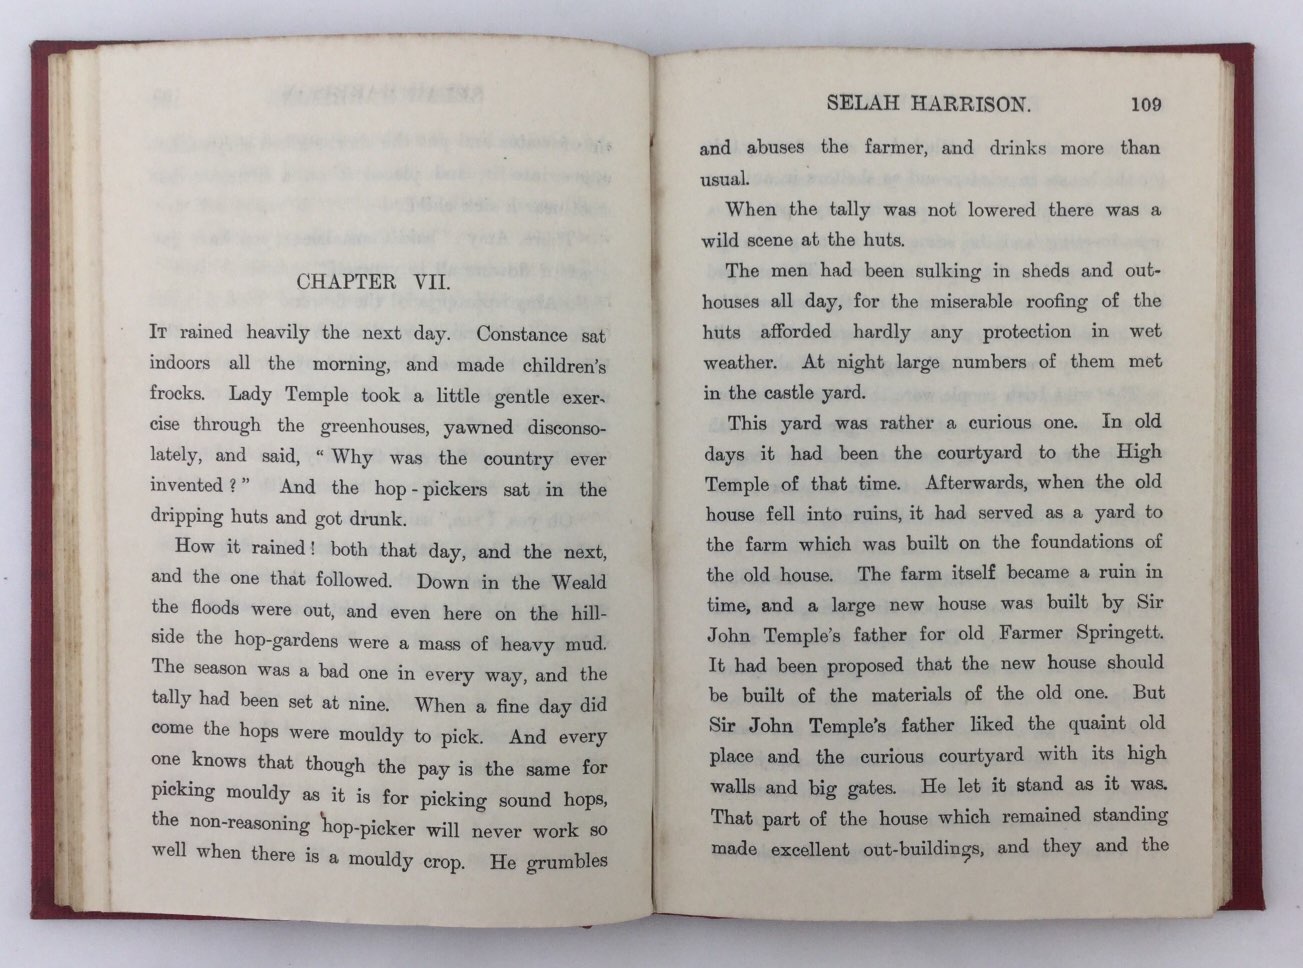 CHAPTER VII.
IT rained heavily the next day. Constance sat
indoors all the morning, and made children's
frocks. Lady Temple took a little gentle exer-
cise through the greenhouses, yawned disconso-
lately, and said, “Why was the country ever
invented?” And the hop-pickers sat in the
dripping huts and got drunk.
How it rained! both that day, and the next,
and the one that followed. Down in the Weald
the floods were out, and even here on the hill-
side the hop-gardens were a mass of heavy mud.
The season was a bad one in every way, and the
tally had been set at nine. When a fine day did
come the hops were mouldy to pick. And every
one knows that though the pay is the same for
picking mouldy as it is for picking sound hops,
the non-reasoning hop-picker will never work so
well when there is a mouldy crop. He grumbles
SELAH HARRISON. 109
and abuses the farmer, and drinks more than
usual.
When the tally was not lowered there was a
wild scene at the huts.
The men had been sulking in sheds and out-
houses all day, for the miserable roofing of the
huts afforded hardly any protection in wet
weather. At night large numbers of them met
in the castle yard.
This yard was rather a curious one. In old
days it had been the courtyard to the High
Temple of that time. Afterwards, when the old
house fell into ruins, it had served as a yard to
the farm which was built on the foundations of
the old house. The farm itself became a ruin in
time, and a large new house was built by Sir
John Temple's father for old Farmer Springett.
It had been proposed that the new house should
be built of the materials of the old one. But
Sir John Temple's father liked the quaint old
place and the curious courtyard with its high
walls and big gates. He let it stand as it was.
That part of the house which remained standing
made excellent out-buildings, and they and the